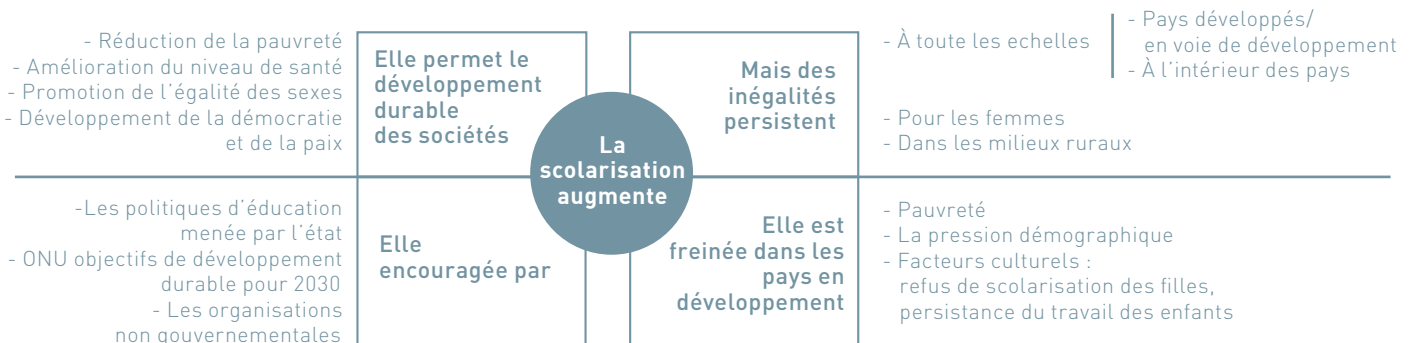 - Réduction de la pauvreté
- Amélioration du niveau de santé
- Promotion de l'égalité des sexes
- Développement de la démocratie
et de la paix
Elle permet le
développement
durable
des sociétés
La
scolarisation
augmente
Mais des
inégalités
persistent
- À toute les echelles
- Pays développés/
en voie de développement
- À l'intérieur des pays
- Pour les femmes
- Dans les milieux ruraux
-Les politiques d'éducation
menée par l'état
- ONU objectifs de développement
durable pour 2030
- Les organisations
non gouvernementales
Elle
encouragée par
Elle est
freinée dans les
pays en
développement
- Pauvreté
- La pression démographique
- Facteurs culturels :
refus de scolarisation des filles,
persistance du travail des enfants